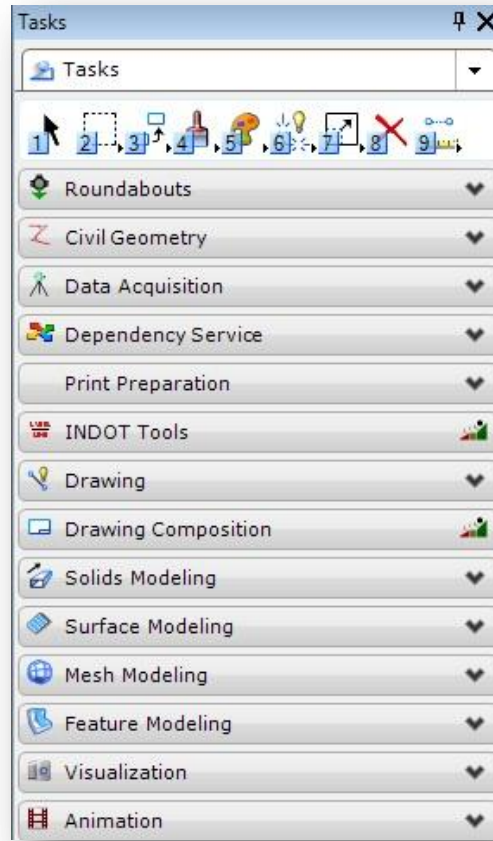 Tasks
Tasks
1 2 3 4 5 6 7 8 9
Roundabouts
Civil Geometry
Data Acquisition
Dependency Service
Print Preparation
INDOT Tools
Drawing
Drawing Composition
Solids Modeling
Surface Modeling
Mesh Modeling
Feature Modeling
Visualization
Animation